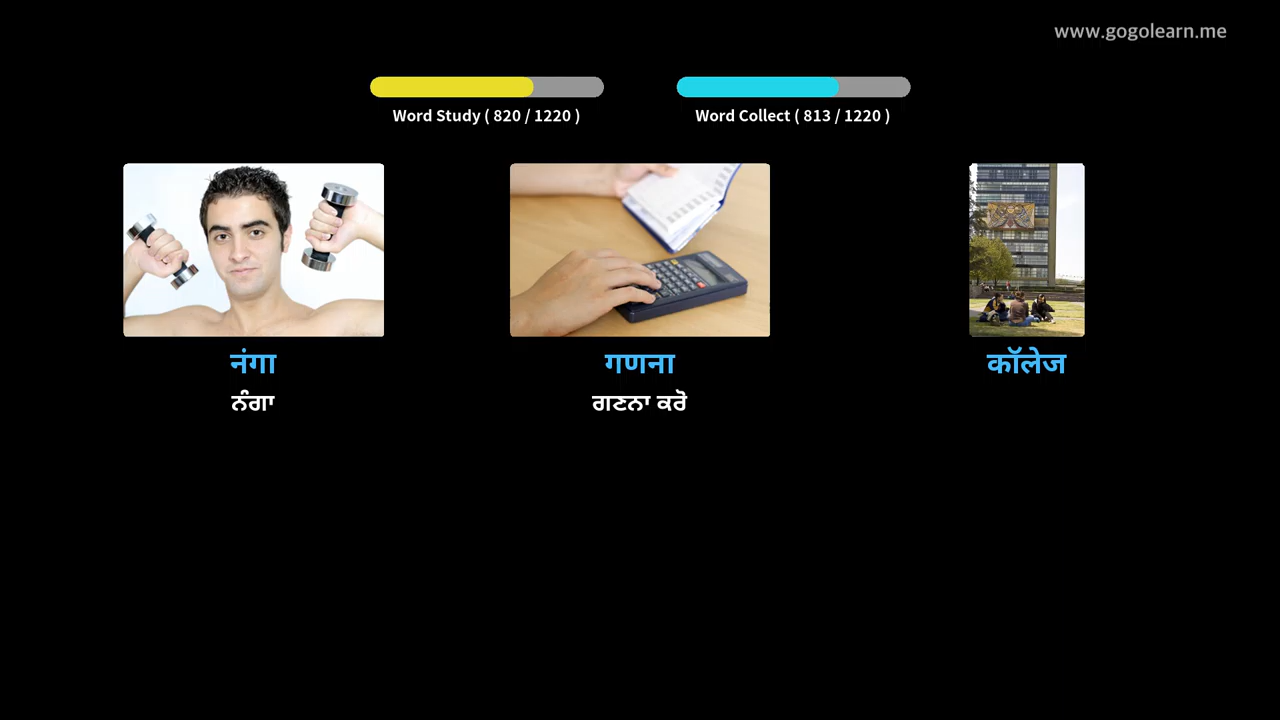 www.gogolearn.me
Word Study ( 820 / 1220 )
Word Collect ( 813 / 1220 )
नंगा
गणना
कॉलेज
ਨੰਗਾ
ਗਣਨਾ ਕਰੋ